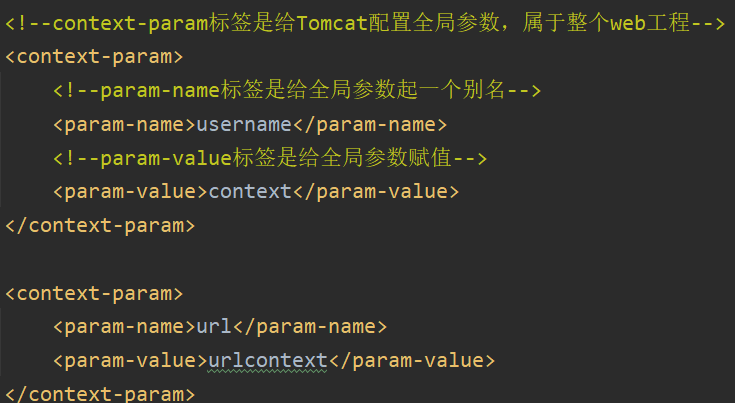 <!--context-param标签是给Tomcat配置全局参数，属于整个web工程-->
<context-param>
    <!--param-name标签是给全局参数起一个别名-->
    <param-name>username</param-name>
    <!--param-value标签是给全局参数赋值-->
    <param-value>context</param-value>
</context-param>

<context-param>
    <param-name>url</param-name>
    <param-value>urlcontext</param-value>
</context-param>